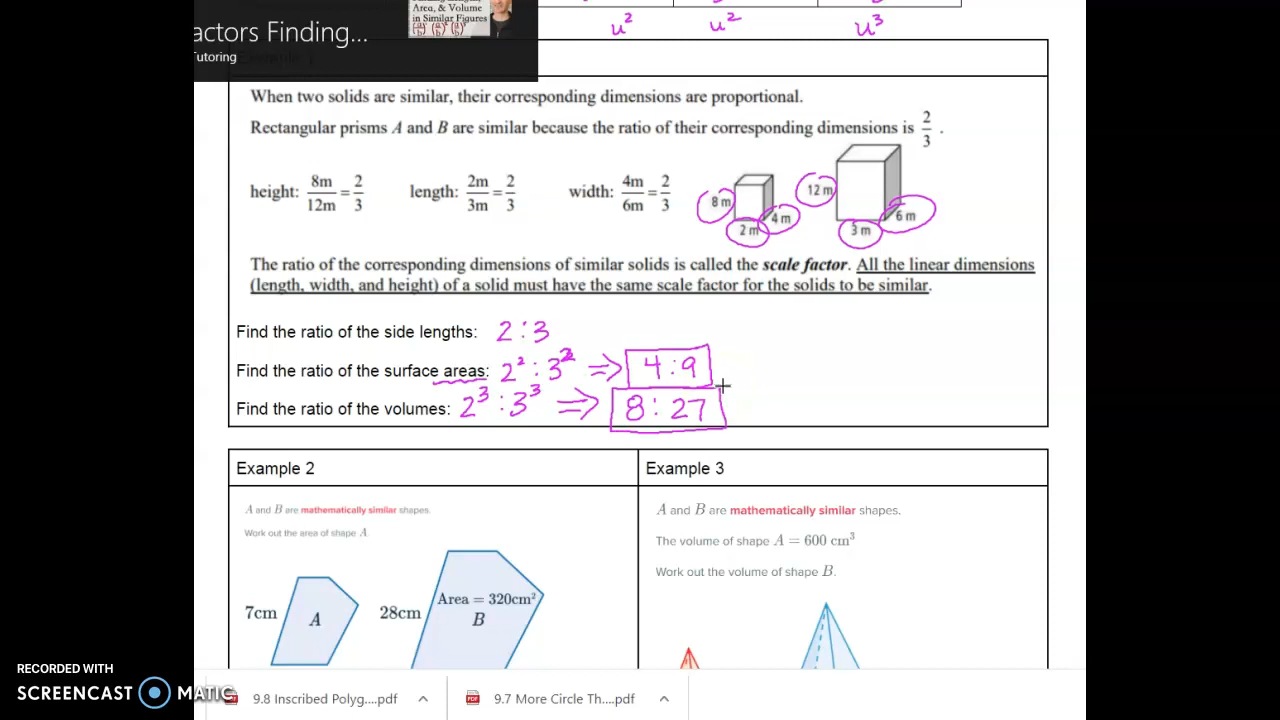 Area, & Volume
in Similar Figures
actors Finding...
Tutoring
u² u² u³
When two solids are similar, their corresponding dimensions are proportional.
Rectangular prisms A and B are similar because the ratio of their corresponding dimensions is 2/3 .
height: 8m/12m = 2/3 length: 2m/3m = 2/3 width: 4m/6m = 2/3
8 m 4 m 2 m 12 m 6 m 3 m
The ratio of the corresponding dimensions of similar solids is called the scale factor. All the linear dimensions
(length, width, and height) of a solid must have the same scale factor for the solids to be similar.
Find the ratio of the side lengths: 2 : 3
Find the ratio of the surface areas: 2² : 3² ⇒ 4 : 9
Find the ratio of the volumes: 2³ : 3³ ⇒ 8 : 27
Example 2 Example 3
A and B are mathematically similar shapes.
Work out the area of shape A.
7cm A 28cm Area = 320cm² B
A and B are mathematically similar shapes.
The volume of shape A = 600 cm³
Work out the volume of shape B.
RECORDED WITH
SCREENCAST MATIC
9.8 Inscribed Polyg....pdf 9.7 More Circle Th....pdf